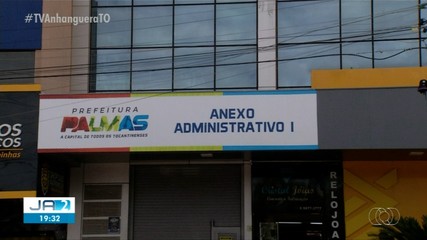 #TVAnhangueraTO
PREFEITURA
PALMAS
A CAPITAL DE TODOS OS TOCANTINENSES
ANEXO
ADMINISTRATIVO I
RELOJOA
JA2
19:32